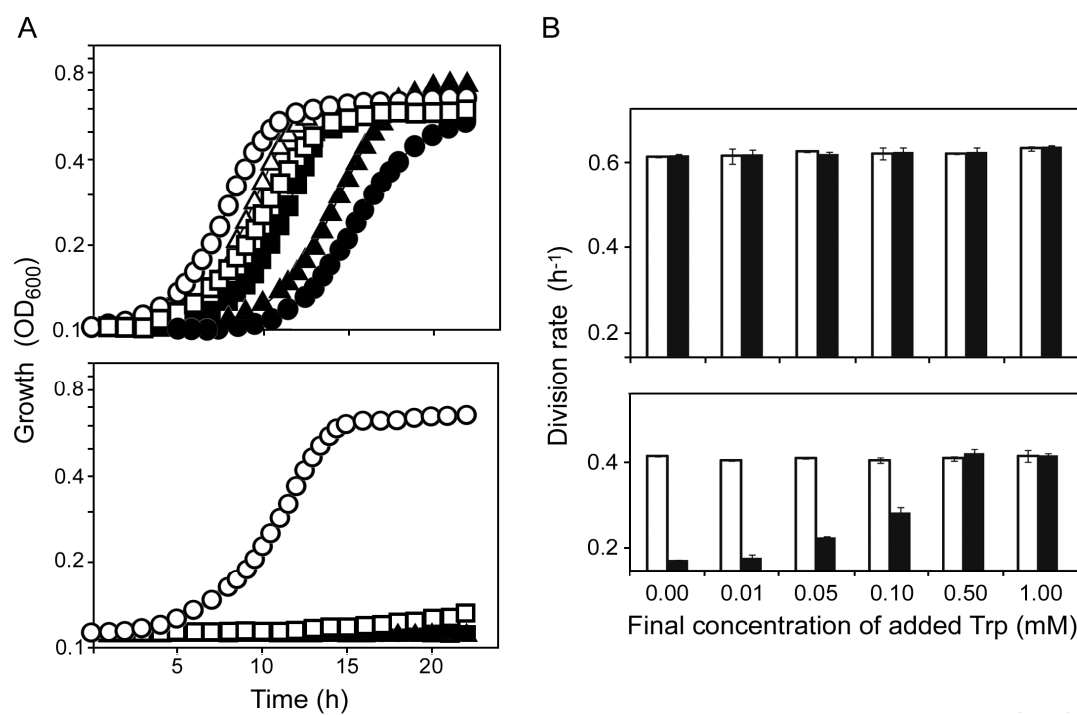 A
B
0.8
0.4
0.2
0.1
0.8
0.4
0.2
0.1
5
10
15
20
Growth (OD600)
Time (h)
0.6
0.4
0.2
0.4
0.2
Division rate (h-1)
0.00 0.01 0.05 0.10 0.50 1.00
Final concentration of added Trp (mM)